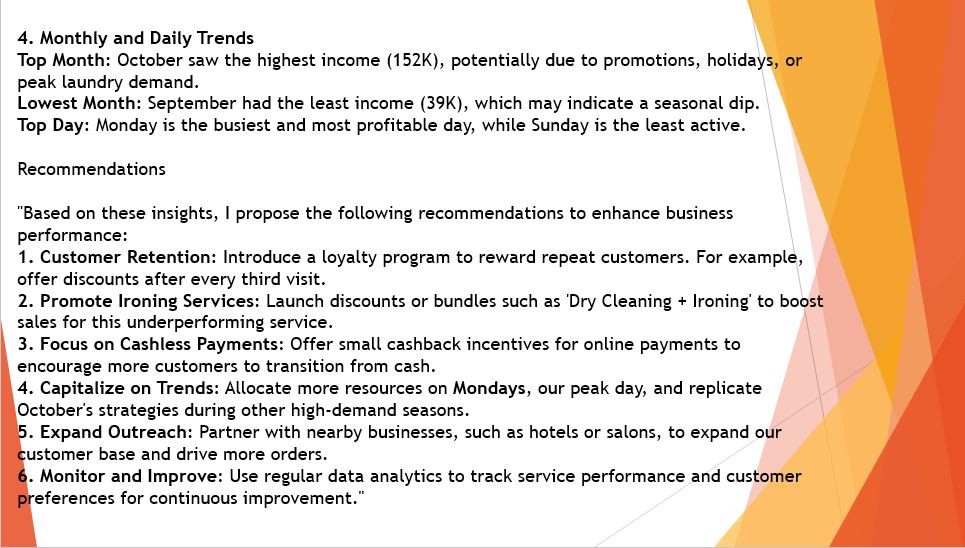 4. Monthly and Daily Trends
Top Month: October saw the highest income (152K), potentially due to promotions, holidays, or
peak laundry demand.
Lowest Month: September had the least income (39K), which may indicate a seasonal dip.
Top Day: Monday is the busiest and most profitable day, while Sunday is the least active.
Recommendations
"Based on these insights, I propose the following recommendations to enhance business
performance:
1. Customer Retention: Introduce a loyalty program to reward repeat customers. For example,
offer discounts after every third visit.
2. Promote Ironing Services: Launch discounts or bundles such as 'Dry Cleaning + Ironing' to boost
sales for this underperforming service.
3. Focus on Cashless Payments: Offer small cashback incentives for online payments to
encourage more customers to transition from cash.
4. Capitalize on Trends: Allocate more resources on Mondays, our peak day, and replicate
October's strategies during other high-demand seasons.
5. Expand Outreach: Partner with nearby businesses, such as hotels or salons, to expand our
customer base and drive more orders.
6. Monitor and Improve: Use regular data analytics to track service performance and customer
preferences for continuous improvement."